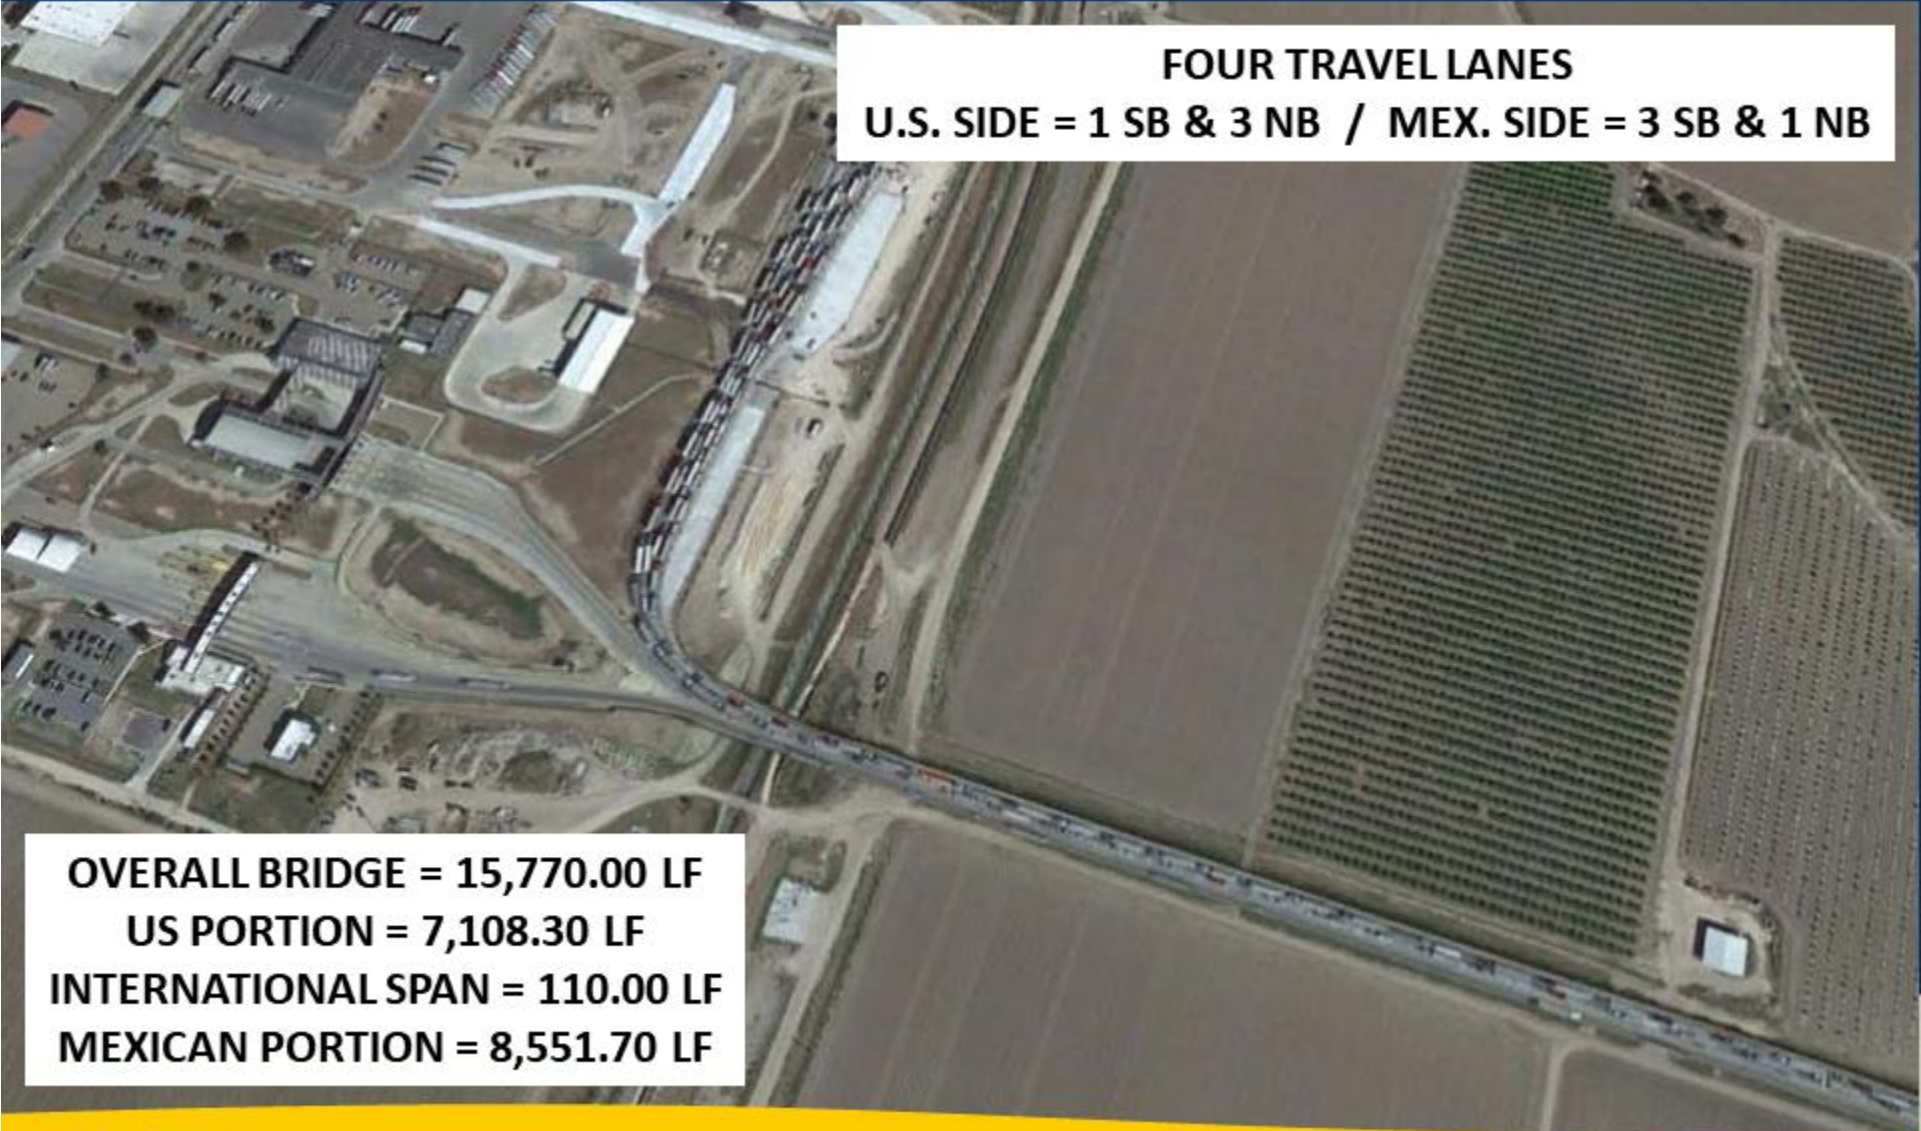 FOUR TRAVEL LANES
U.S. SIDE = 1 SB & 3 NB / MEX. SIDE = 3 SB & 1 NB
OVERALL BRIDGE = 15,770.00 LF
US PORTION = 7,108.30 LF
INTERNATIONAL SPAN = 110.00 LF
MEXICAN PORTION = 8,551.70 LF